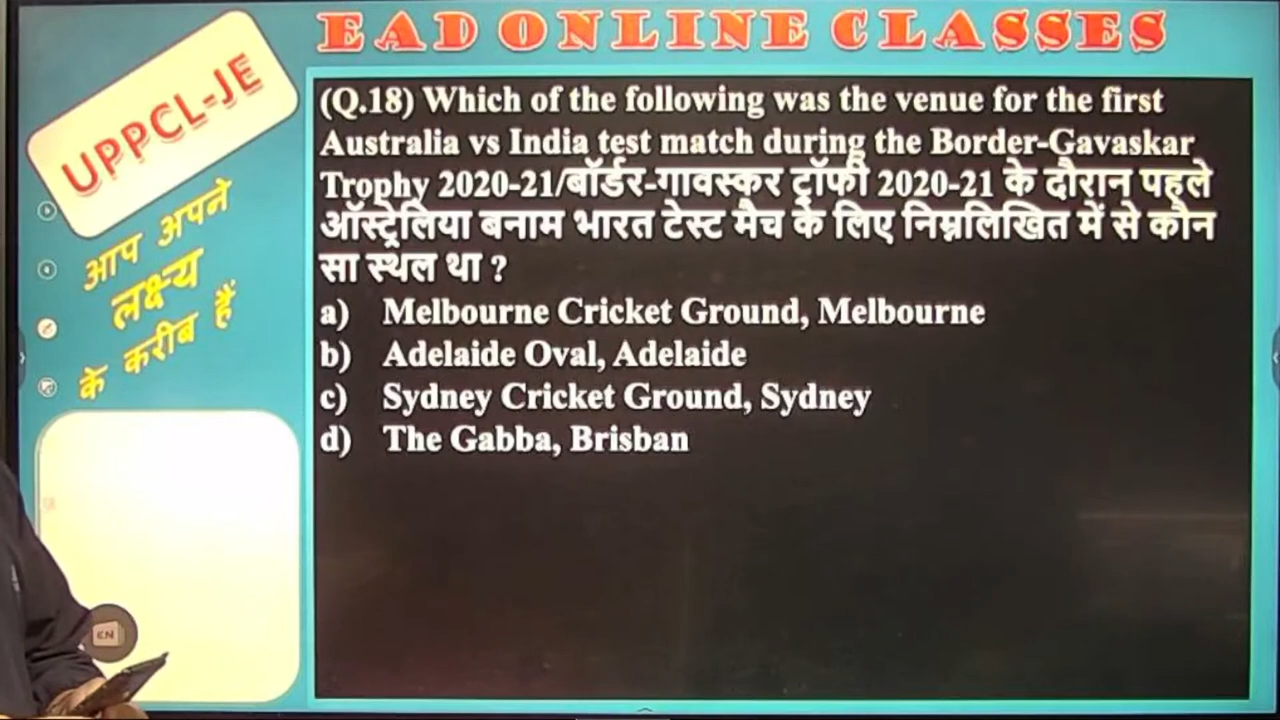 EAD ONLINE CLASSES
UPPCL-JE
आप अपने
लक्ष्य
के करीब हैं
(Q.18) Which of the following was the venue for the first
Australia vs India test match during the Border-Gavaskar
Trophy 2020-21/बॉर्डर-गावस्कर ट्रॉफी 2020-21 के दौरान पहले
ऑस्ट्रेलिया बनाम भारत टेस्ट मैच के लिए निम्नलिखित में से कौन
सा स्थल था ?
a) Melbourne Cricket Ground, Melbourne
b) Adelaide Oval, Adelaide
c) Sydney Cricket Ground, Sydney
d) The Gabba, Brisban
EN